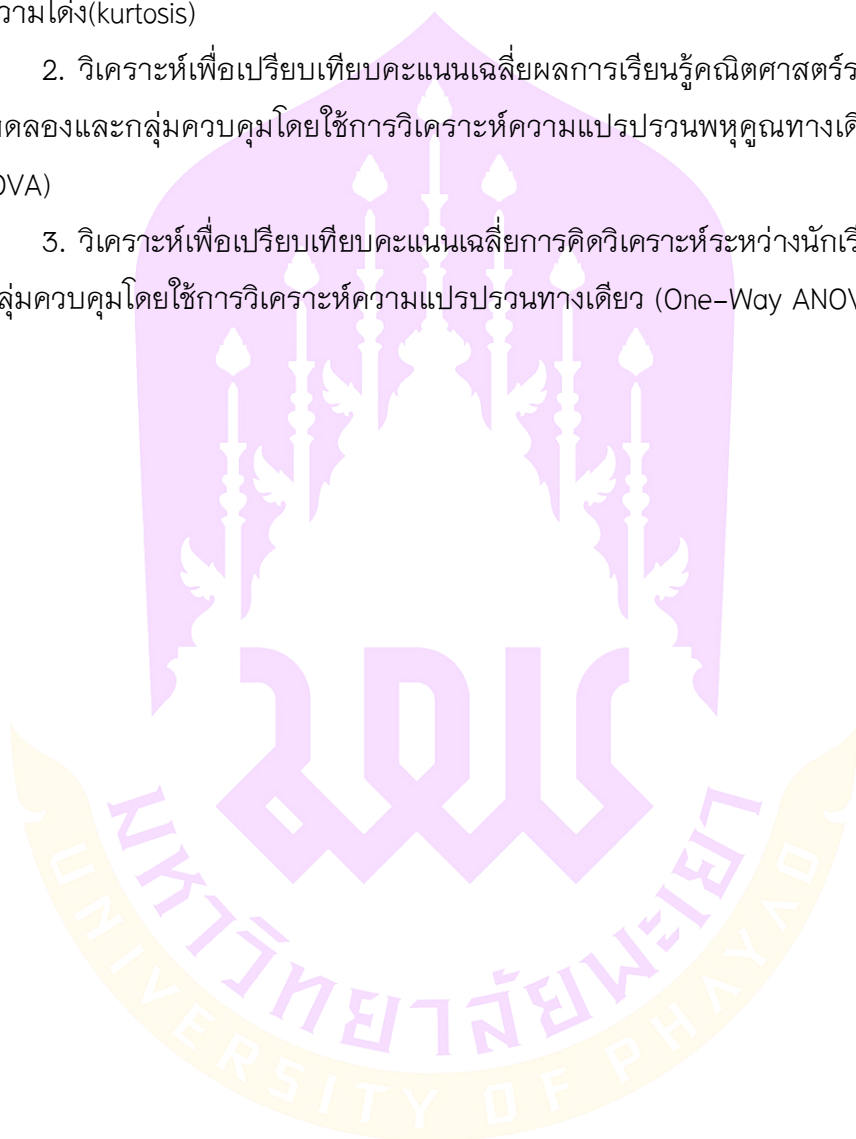 วามโด่ง(kurtosis)
2. วิเคราะห์เพื่อเปรียบเทียบคะแนนเฉลี่ยผลการเรียนรู้คณิตศาสตร์ร
ดลองและกลุ่มควบคุมโดยใช้การวิเคราะห์ความแปรปรวนพหุคูณทางเดี
OVA)
3. วิเคราะห์เพื่อเปรียบเทียบคะแนนเฉลี่ยการคิดวิเคราะห์ระหว่างนักเรี
ลุ่มควบคุมโดยใช้การวิเคราะห์ความแปรปรวนทางเดียว (One-Way ANOV
มหาวิทยาลัยพะเยา
UNIVERSITY OF PHAYAO